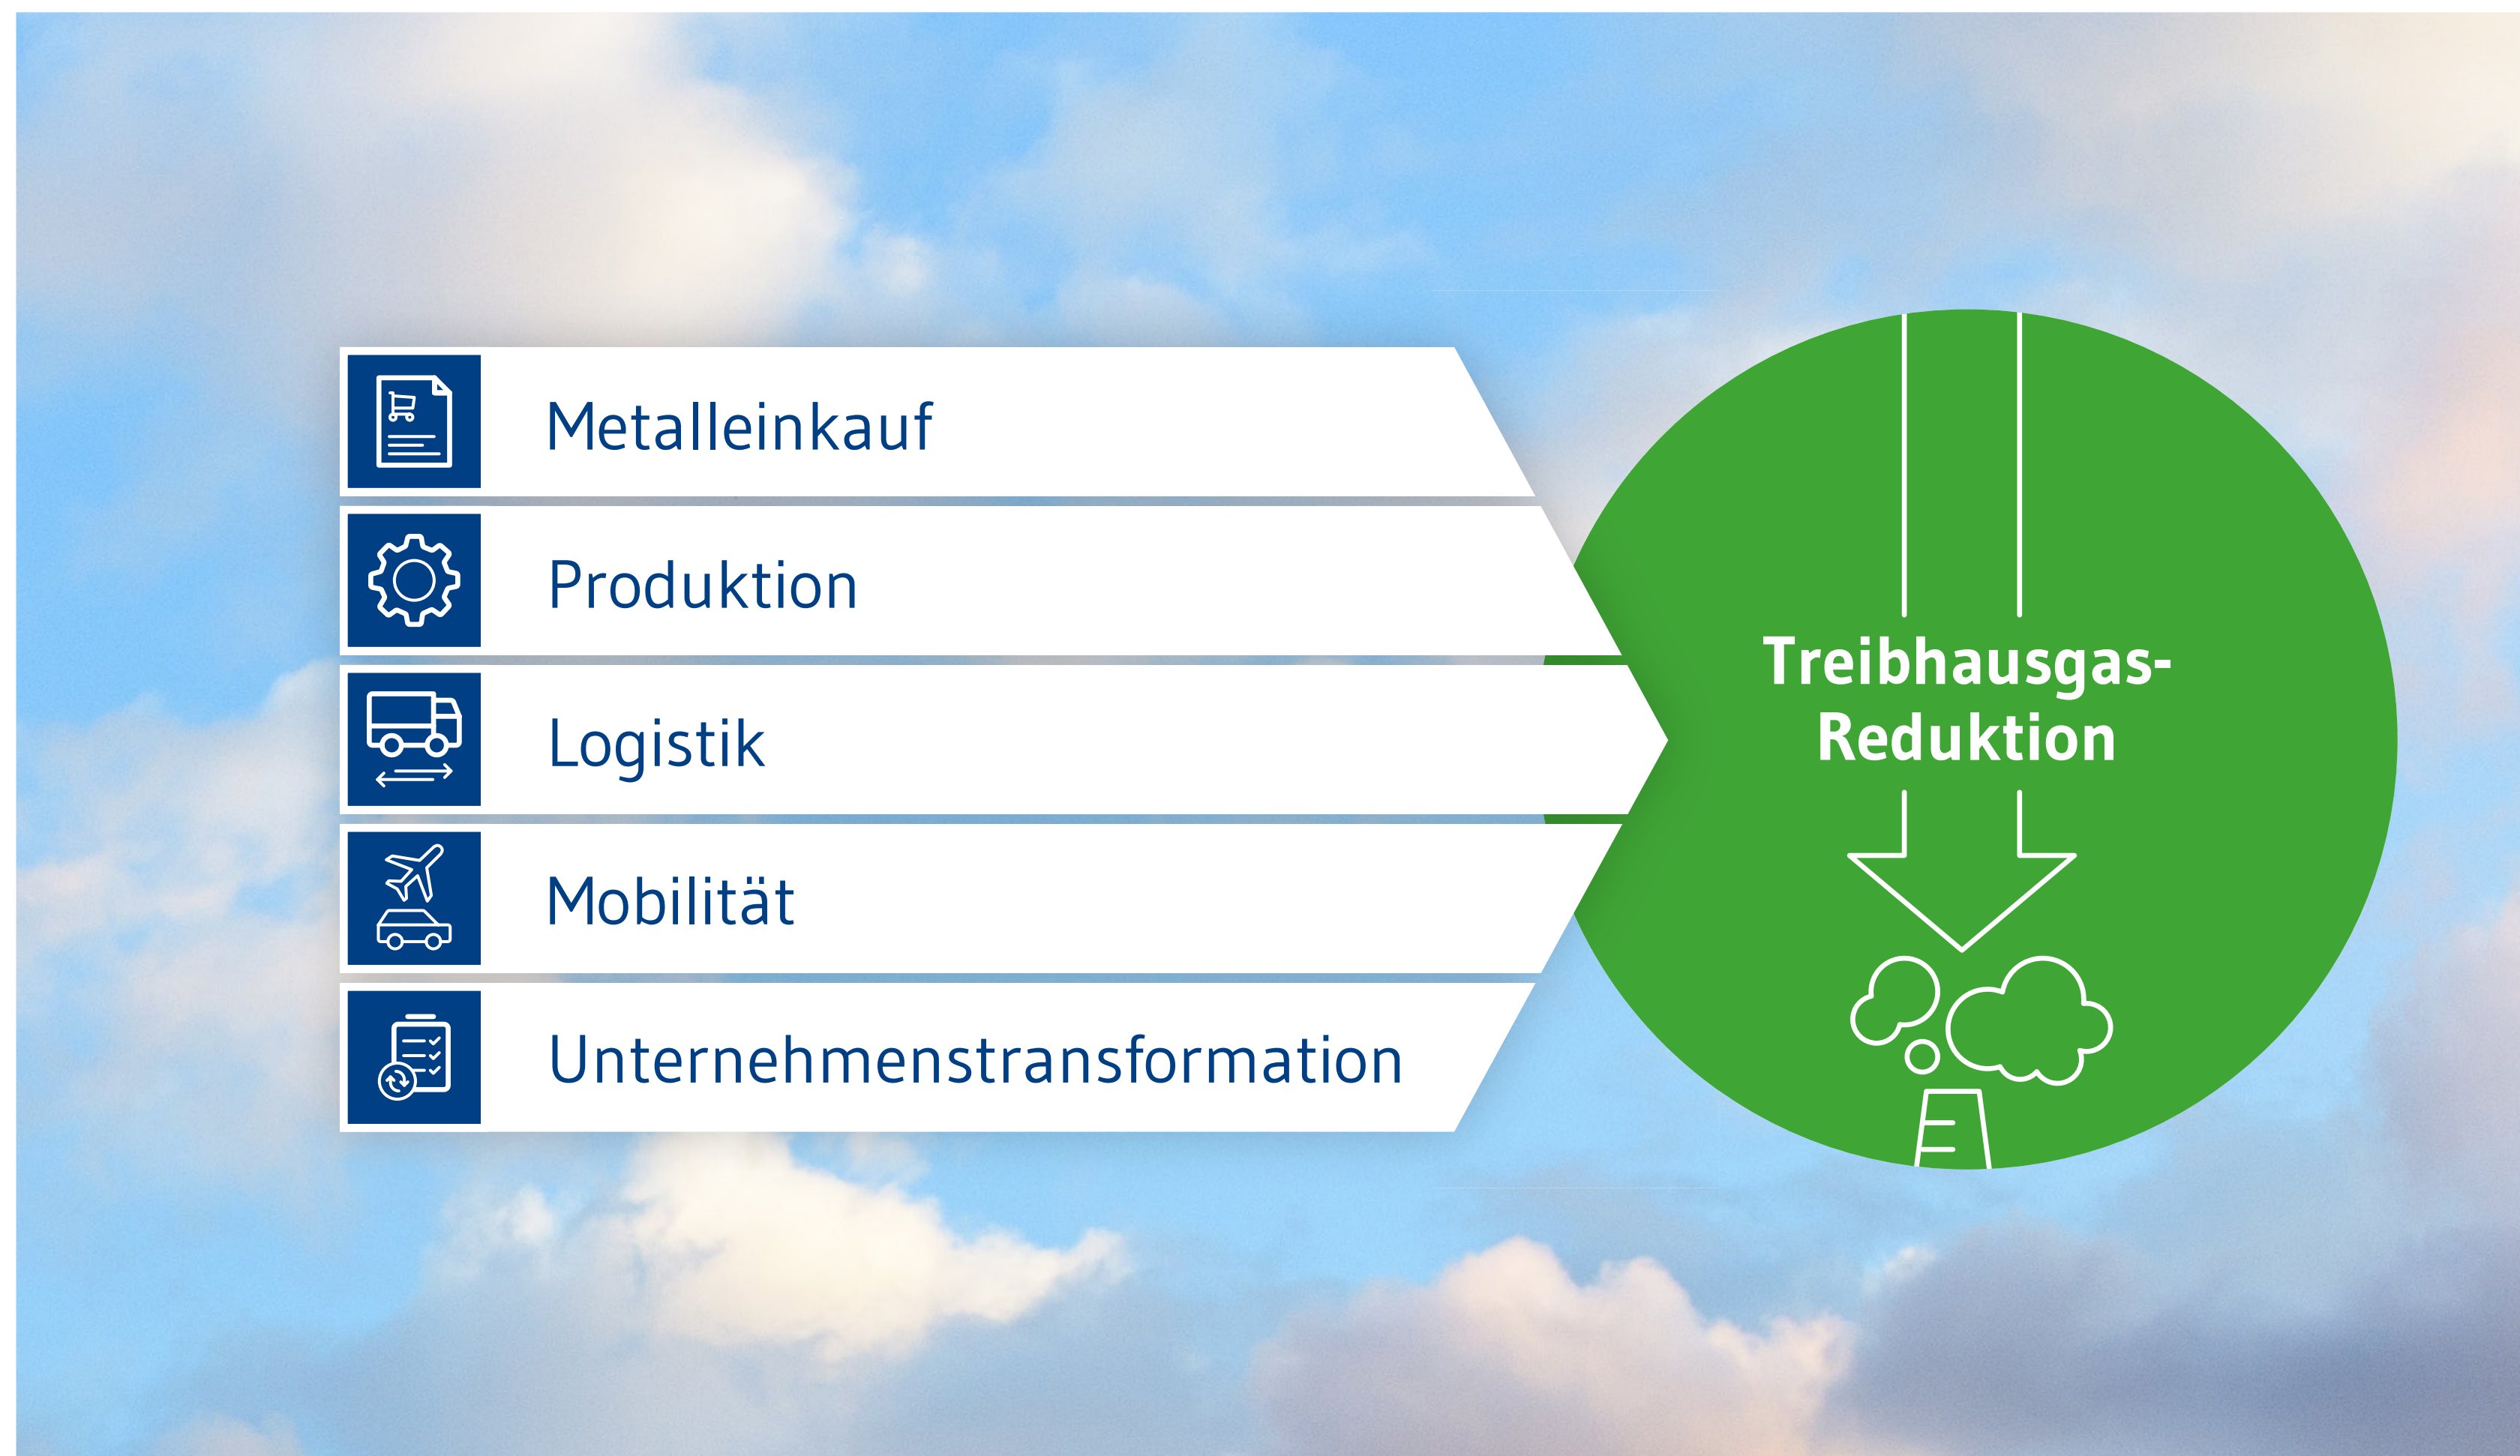 Metalleinkauf
Produktion
Logistik
Mobilität
Unternehmenstransformation
Treibhausgas-
Reduktion